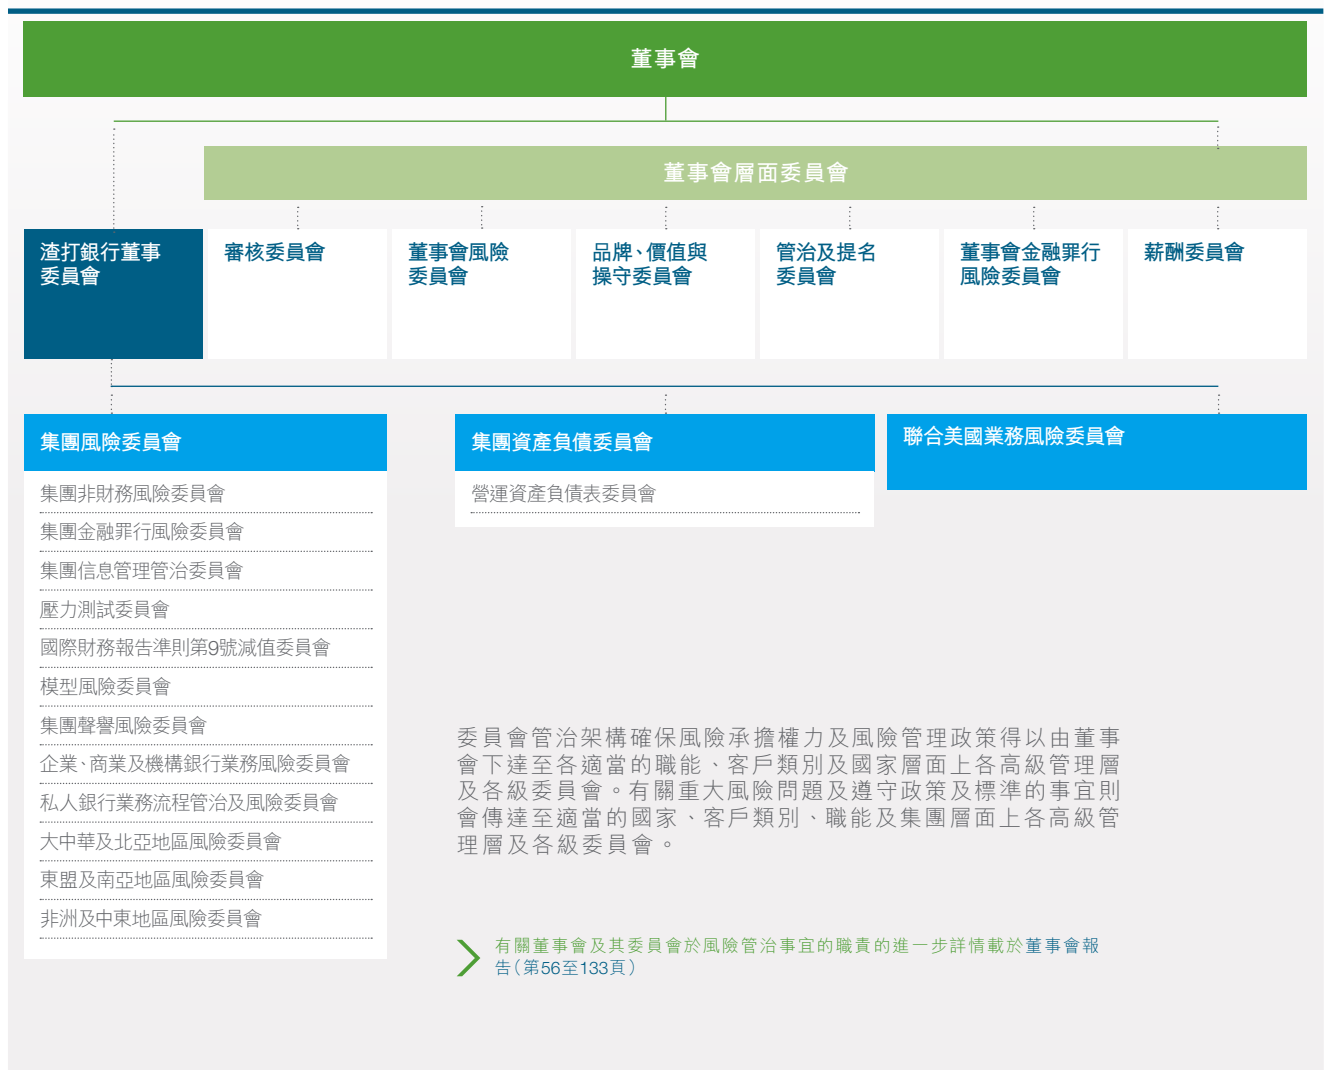 董事會
董事會層面委員會
渣打銀行董事
委員會
審核委員會
董事會風險
委員會
品牌、價值與
操守委員會
管治及提名
委員會
董事會金融罪行
風險委員會
薪酬委員會
集團風險委員會
集團非財務風險委員會
集團金融罪行風險委員會
集團信息管理管治委員會
壓力測試委員會
國際財務報告準則第9號減值委員會
模型風險委員會
集團聲譽風險委員會
企業、商業及機構銀行業務風險委員會
私人銀行業務流程管治及風險委員會
大中華及北亞地區風險委員會
東盟及南亞地區風險委員會
非洲及中東地區風險委員會
集團資產負債委員會
營運資產負債表委員會
聯合美國業務風險委員會
委員會管治架構確保風險承擔權力及風險管理政策得以由董事
會下達至各適當的職能、客戶類別及國家層面上各高級管理層
及各級委員會。有關重大風險問題及遵守政策及標準的事宜則
會傳達至適當的國家、客戶類別、職能及集團層面上各高級管
理層及各級委員會。
有關董事會及其委員會於風險管治事宜的職責的進一步詳情載於董事會報
告（第56至133頁）